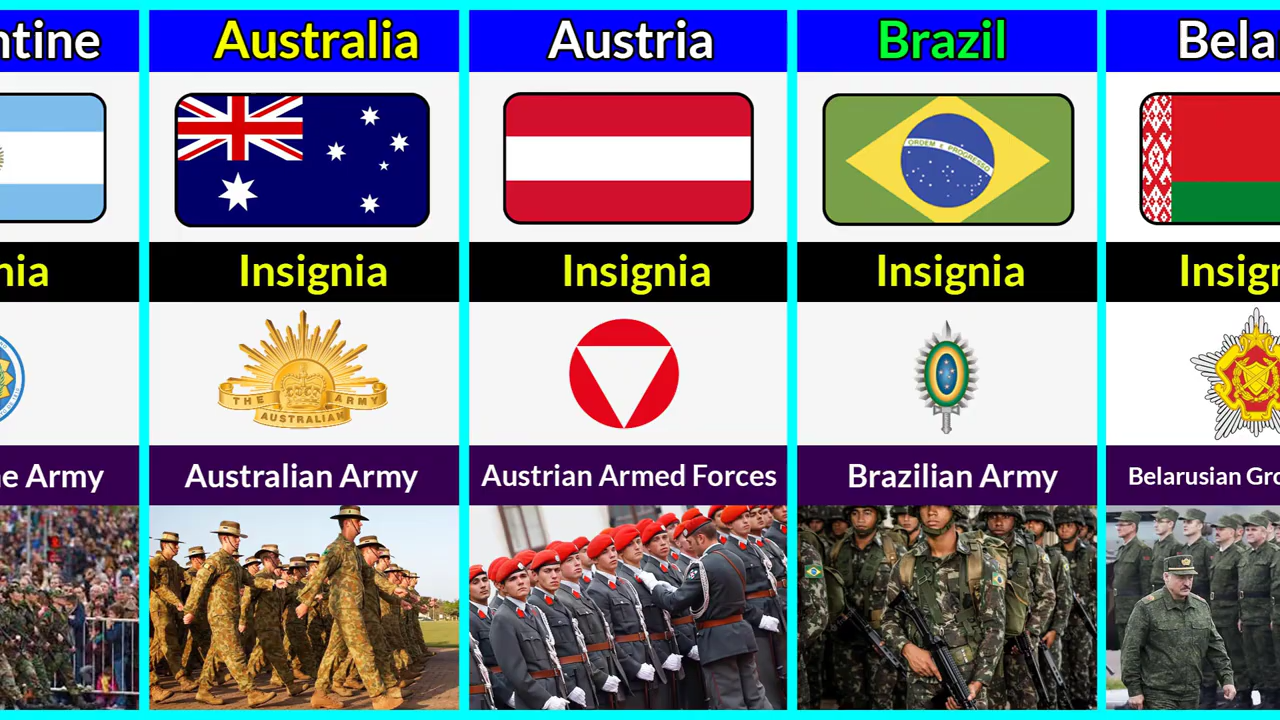 ntine
Australia
Austria
Brazil
Bela
ORDEM E PROGRESSO
nia
Insignia
Insignia
Insignia
Insign
THE ARMY
AUSTRALIAN
e Army
Australian Army
Austrian Armed Forces
Brazilian Army
Belarusian Gro